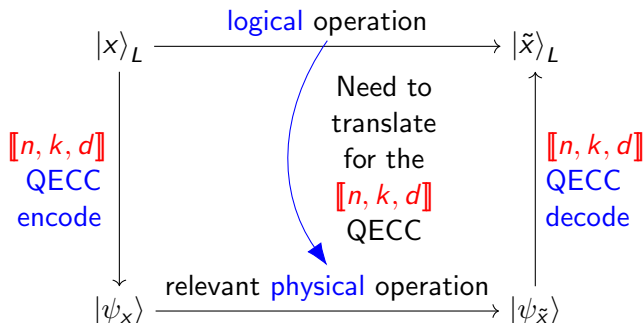 logical operation
|x⟩_L
|x̃⟩_L
Need to
translate
for the
⟦n, k, d⟧
QECC
⟦n, k, d⟧
QECC
encode
⟦n, k, d⟧
QECC
decode
relevant physical operation
|ψ_x⟩
|ψ_x̃⟩